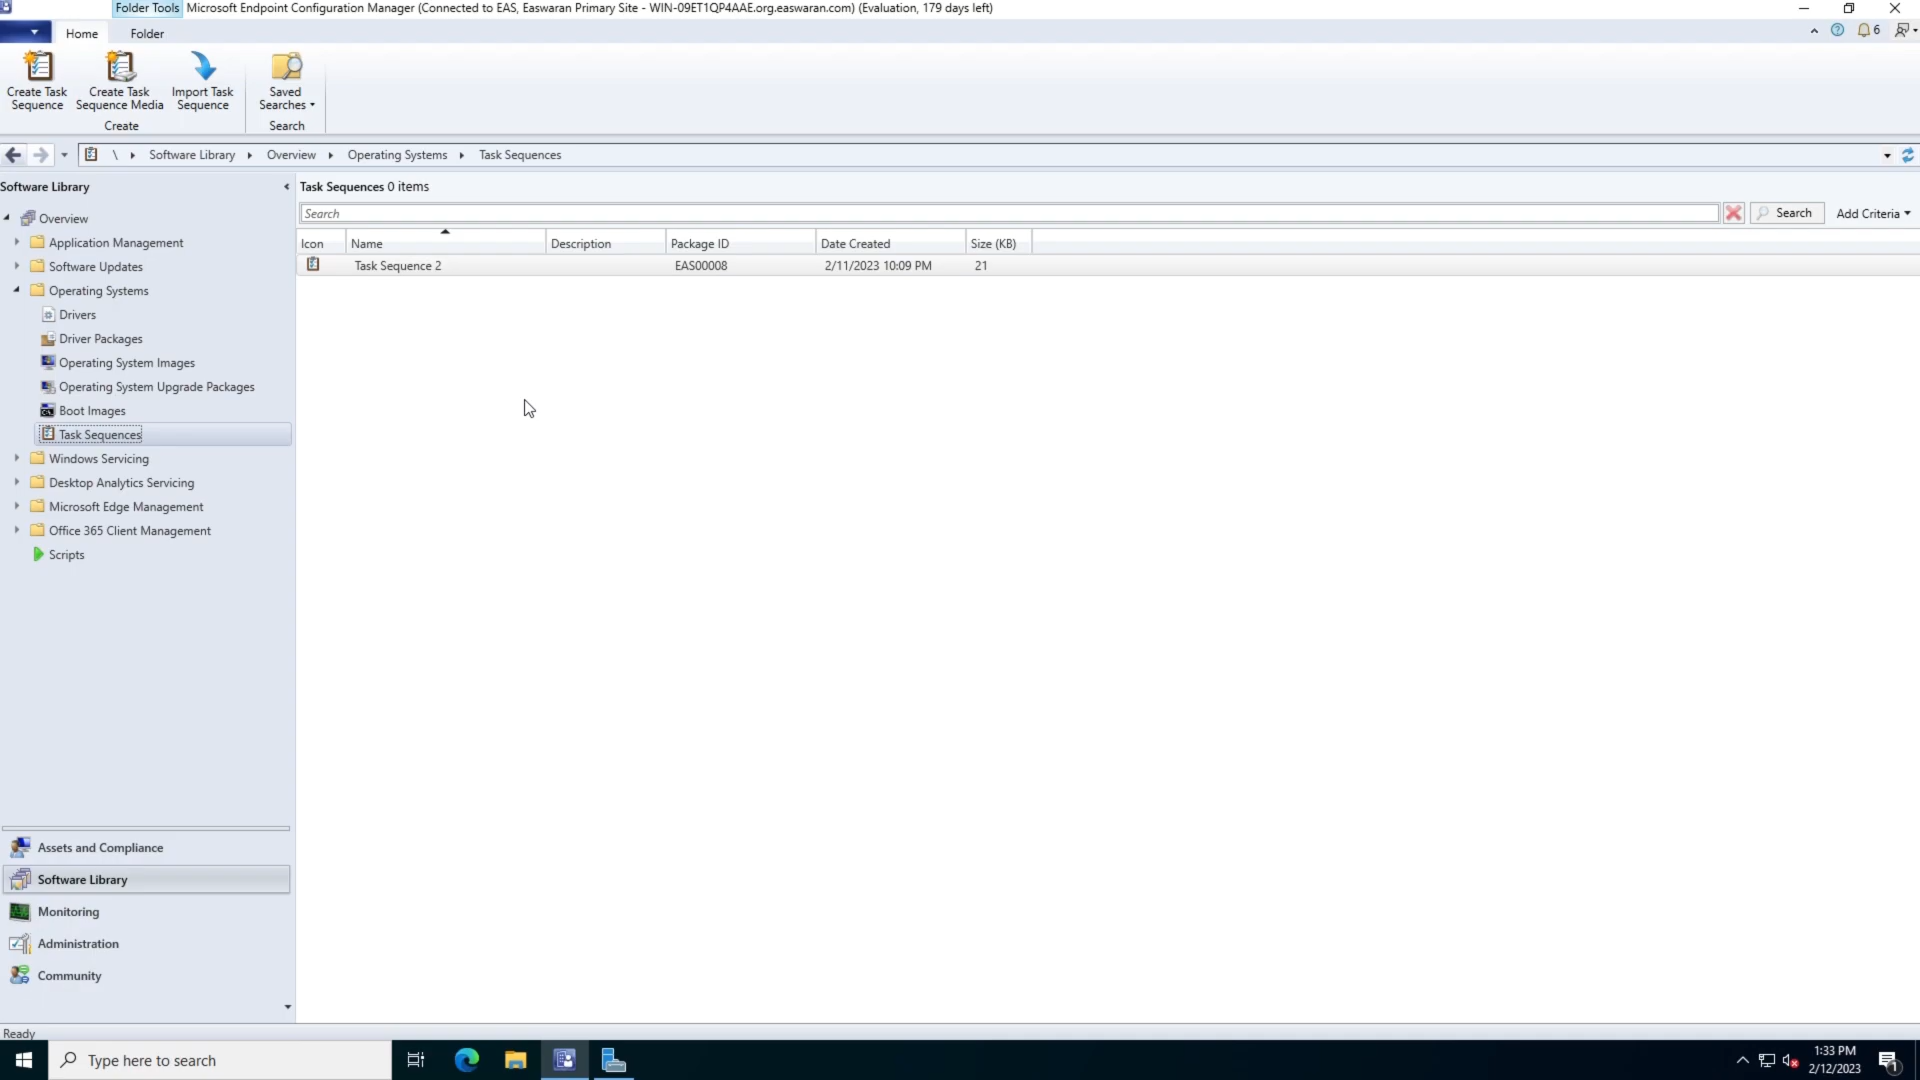 Folder Tools Microsoft Endpoint Configuration Manager (Connected to EAS, Easwaran Primary Site - WIN-09ET1QP4AAE.org.easwaran.com) (Evaluation, 179 days left)
Home Folder
6
Create Task Sequence
Create Task Sequence Media
Import Task Sequence
Saved Searches
Create
Search
\ Software Library Overview Operating Systems Task Sequences
Software Library
Task Sequences 0 items
Search
Search
Add Criteria
Icon Name Description Package ID Date Created Size (KB)
Task Sequence 2 EAS00008 2/11/2023 10:09 PM 21
Overview
Application Management
Software Updates
Operating Systems
Drivers
Driver Packages
Operating System Images
Operating System Upgrade Packages
Boot Images
Task Sequences
Windows Servicing
Desktop Analytics Servicing
Microsoft Edge Management
Office 365 Client Management
Scripts
Assets and Compliance
Software Library
Monitoring
Administration
Community
Ready
Type here to search
1:33 PM
2/12/2023
1